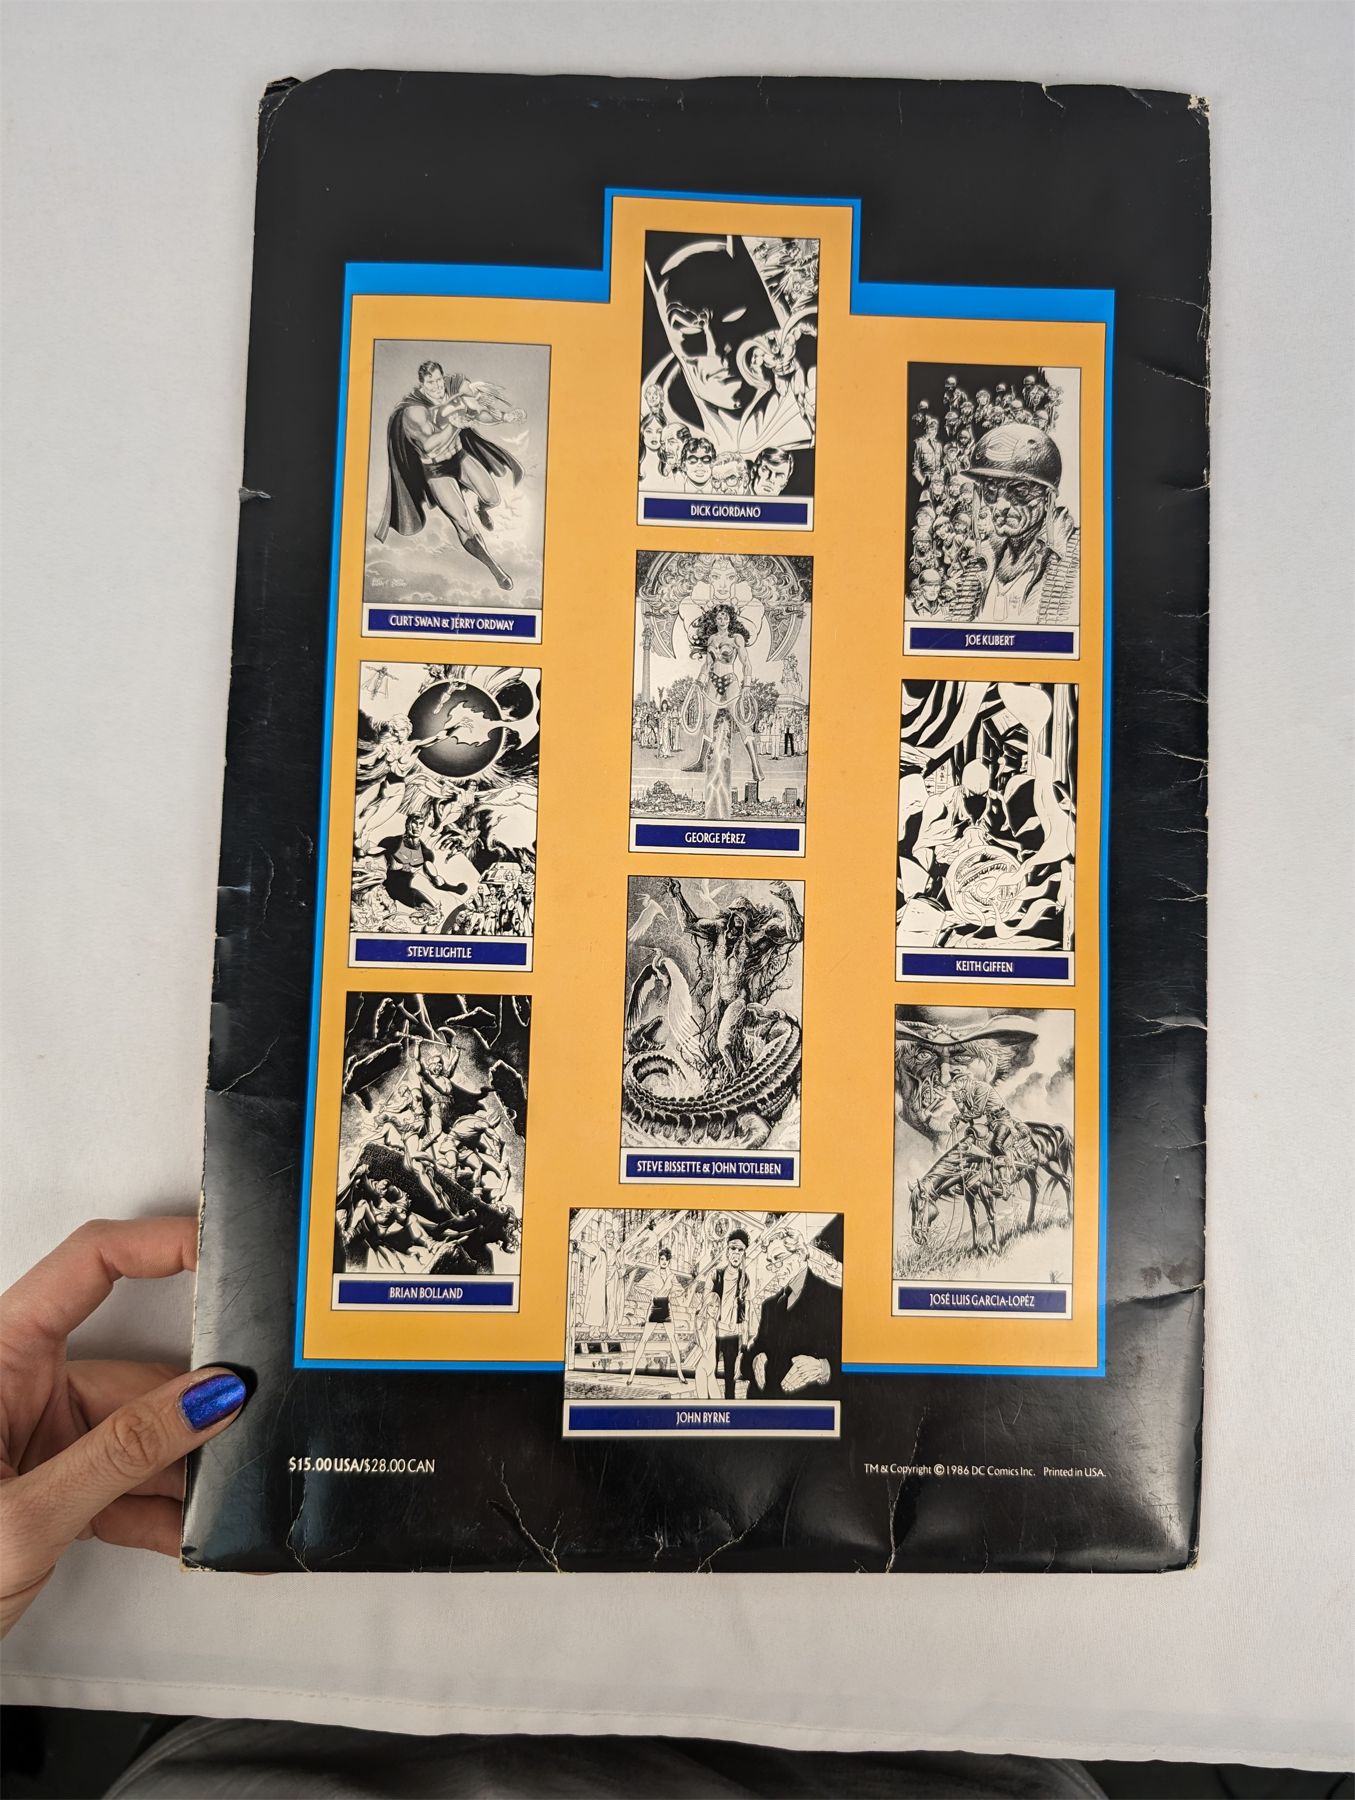 DICK GIORDANO
CURT SWAN & JERRY ORDWAY
JOE KUBERT
GEORGE PÉREZ
STEVE LIGHTLE
KEITH GIFFEN
STEVE BISSETTE & JOHN TOTLEBEN
BRIAN BOLLAND
JOSÉ LUIS GARCIA-LOPÉZ
JOHN BYRNE
$15.00 USA/$28.00 CAN
TM & Copyright © 1986 DC Comics Inc. Printed in USA.